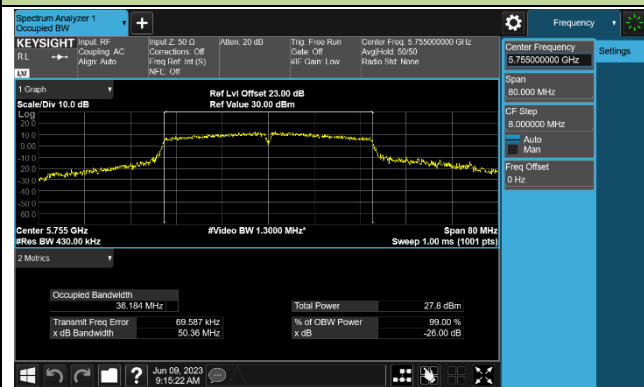 Spectrum Analyzer 1
Occupied BW
Frequency
KEYSIGHT
Input: RF
Coupling: AC
Align: Auto
Input Z: 50 Ω
Corrections: Off
Freq Ref: Int (S)
NFE: Off
Atten: 20 dB
Trig: Free Run
Gate: Off
#IF Gain: Low
Center Freq: 5.755000000 GHz
Avg|Hold: 50/50
Radio Std: None
RL
LXI
1 Graph
Scale/Div 10.0 dB
Ref Lvl Offset 23.00 dB
Ref Value 30.00 dBm
Log
20.0
10.0
0.00
-10.0
-20.0
-30.0
-40.0
-50.0
-60.0
Center 5.755 GHz
#Res BW 430.00 kHz
#Video BW 1.3000 MHz*
Span 80 MHz
Sweep 1.00 ms (1001 pts)
2 Metrics
Occupied Bandwidth
36.184 MHz
Total Power 27.8 dBm
Transmit Freq Error 69.587 kHz
% of OBW Power 99.00 %
x dB Bandwidth 50.36 MHz
x dB -26.00 dB
Jun 09, 2023
9:15:22 AM
Center Frequency
5.755000000 GHz
Settings
Span
80.000 MHz
CF Step
8.000000 MHz
Auto
Man
Freq Offset
0 Hz